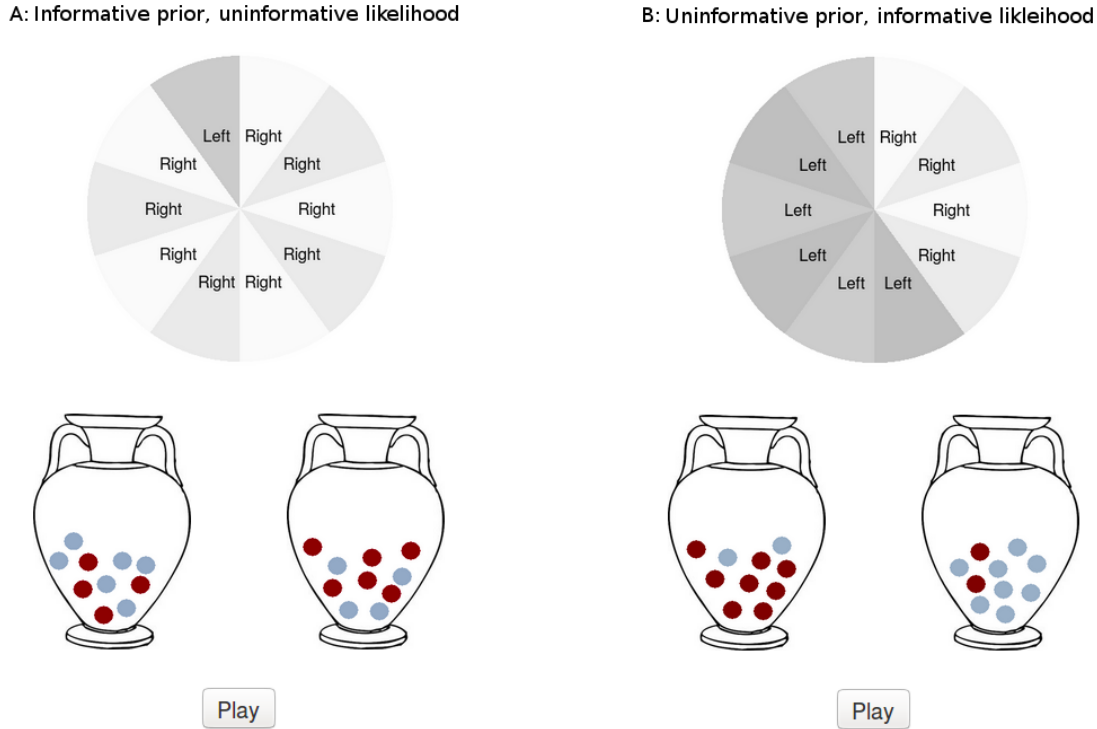 A: Informative prior, uninformative likelihood
Left Right
Right Right
Right Right
Right Right
Right Right
Play
B: Uninformative prior, informative likleihood
Left Right
Left Right
Left Right
Left Right
Left Left
Play